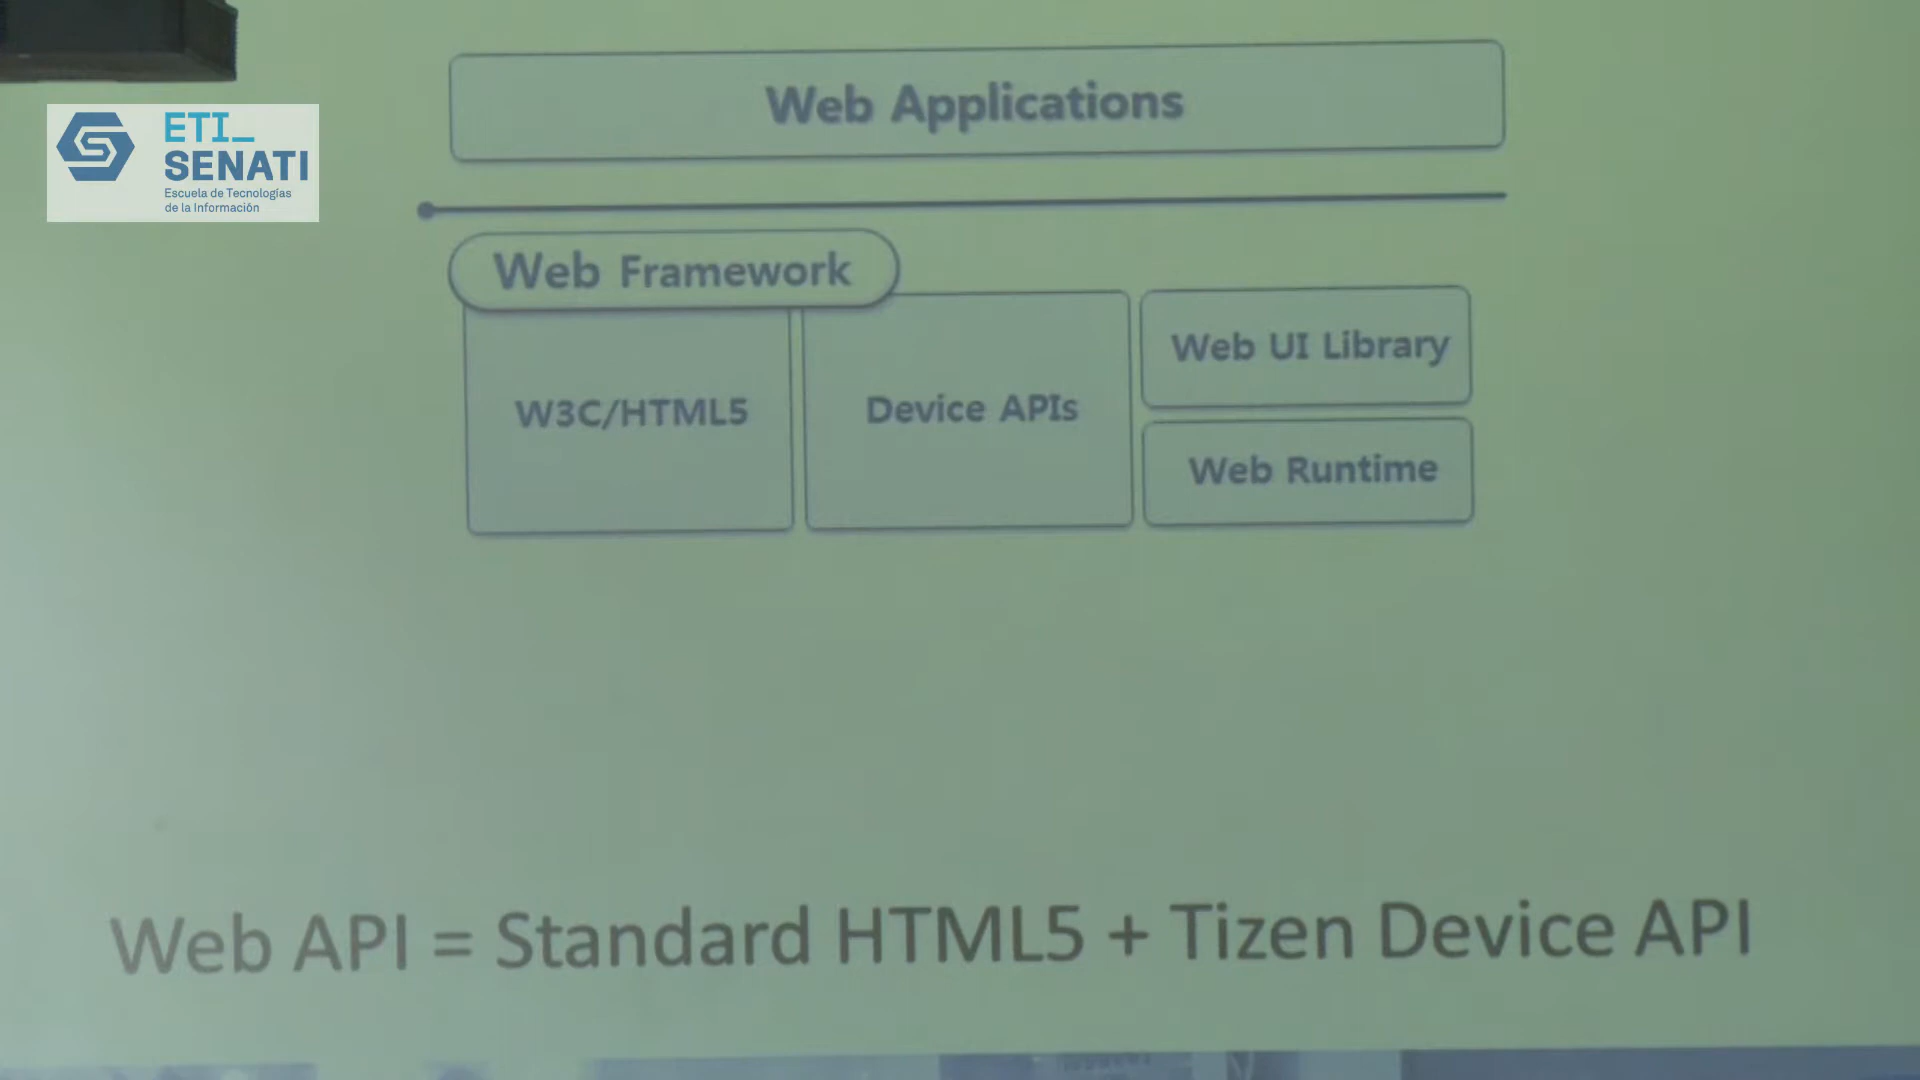 Web Applications
ETI_
SENATI
Escuela de Tecnologías
de la Información
Web Framework
W3C/HTML5
Device APIs
Web UI Library
Web Runtime
Web API = Standard HTML5 + Tizen Device API